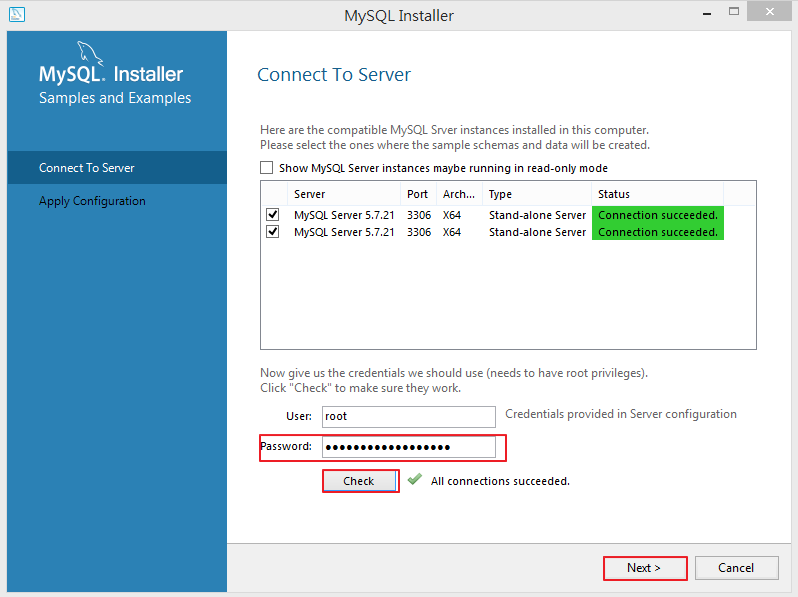 MySQL Installer
MySQL. Installer
Samples and Examples
Connect To Server
Apply Configuration
Connect To Server
Here are the compatible MySQL Srver instances installed in this computer.
Please select the ones where the sample schemas and data will be created.
Show MySQL Server instances maybe running in read-only mode
Server Port Arch... Type Status
MySQL Server 5.7.21 3306 X64 Stand-alone Server Connection succeeded.
MySQL Server 5.7.21 3306 X64 Stand-alone Server Connection succeeded.
Now give us the credentials we should use (needs to have root privileges).
Click "Check" to make sure they work.
User: root Credentials provided in Server configuration
Password: ●●●●●●●●●●●●●●●●●●
Check All connections succeeded.
Next > Cancel